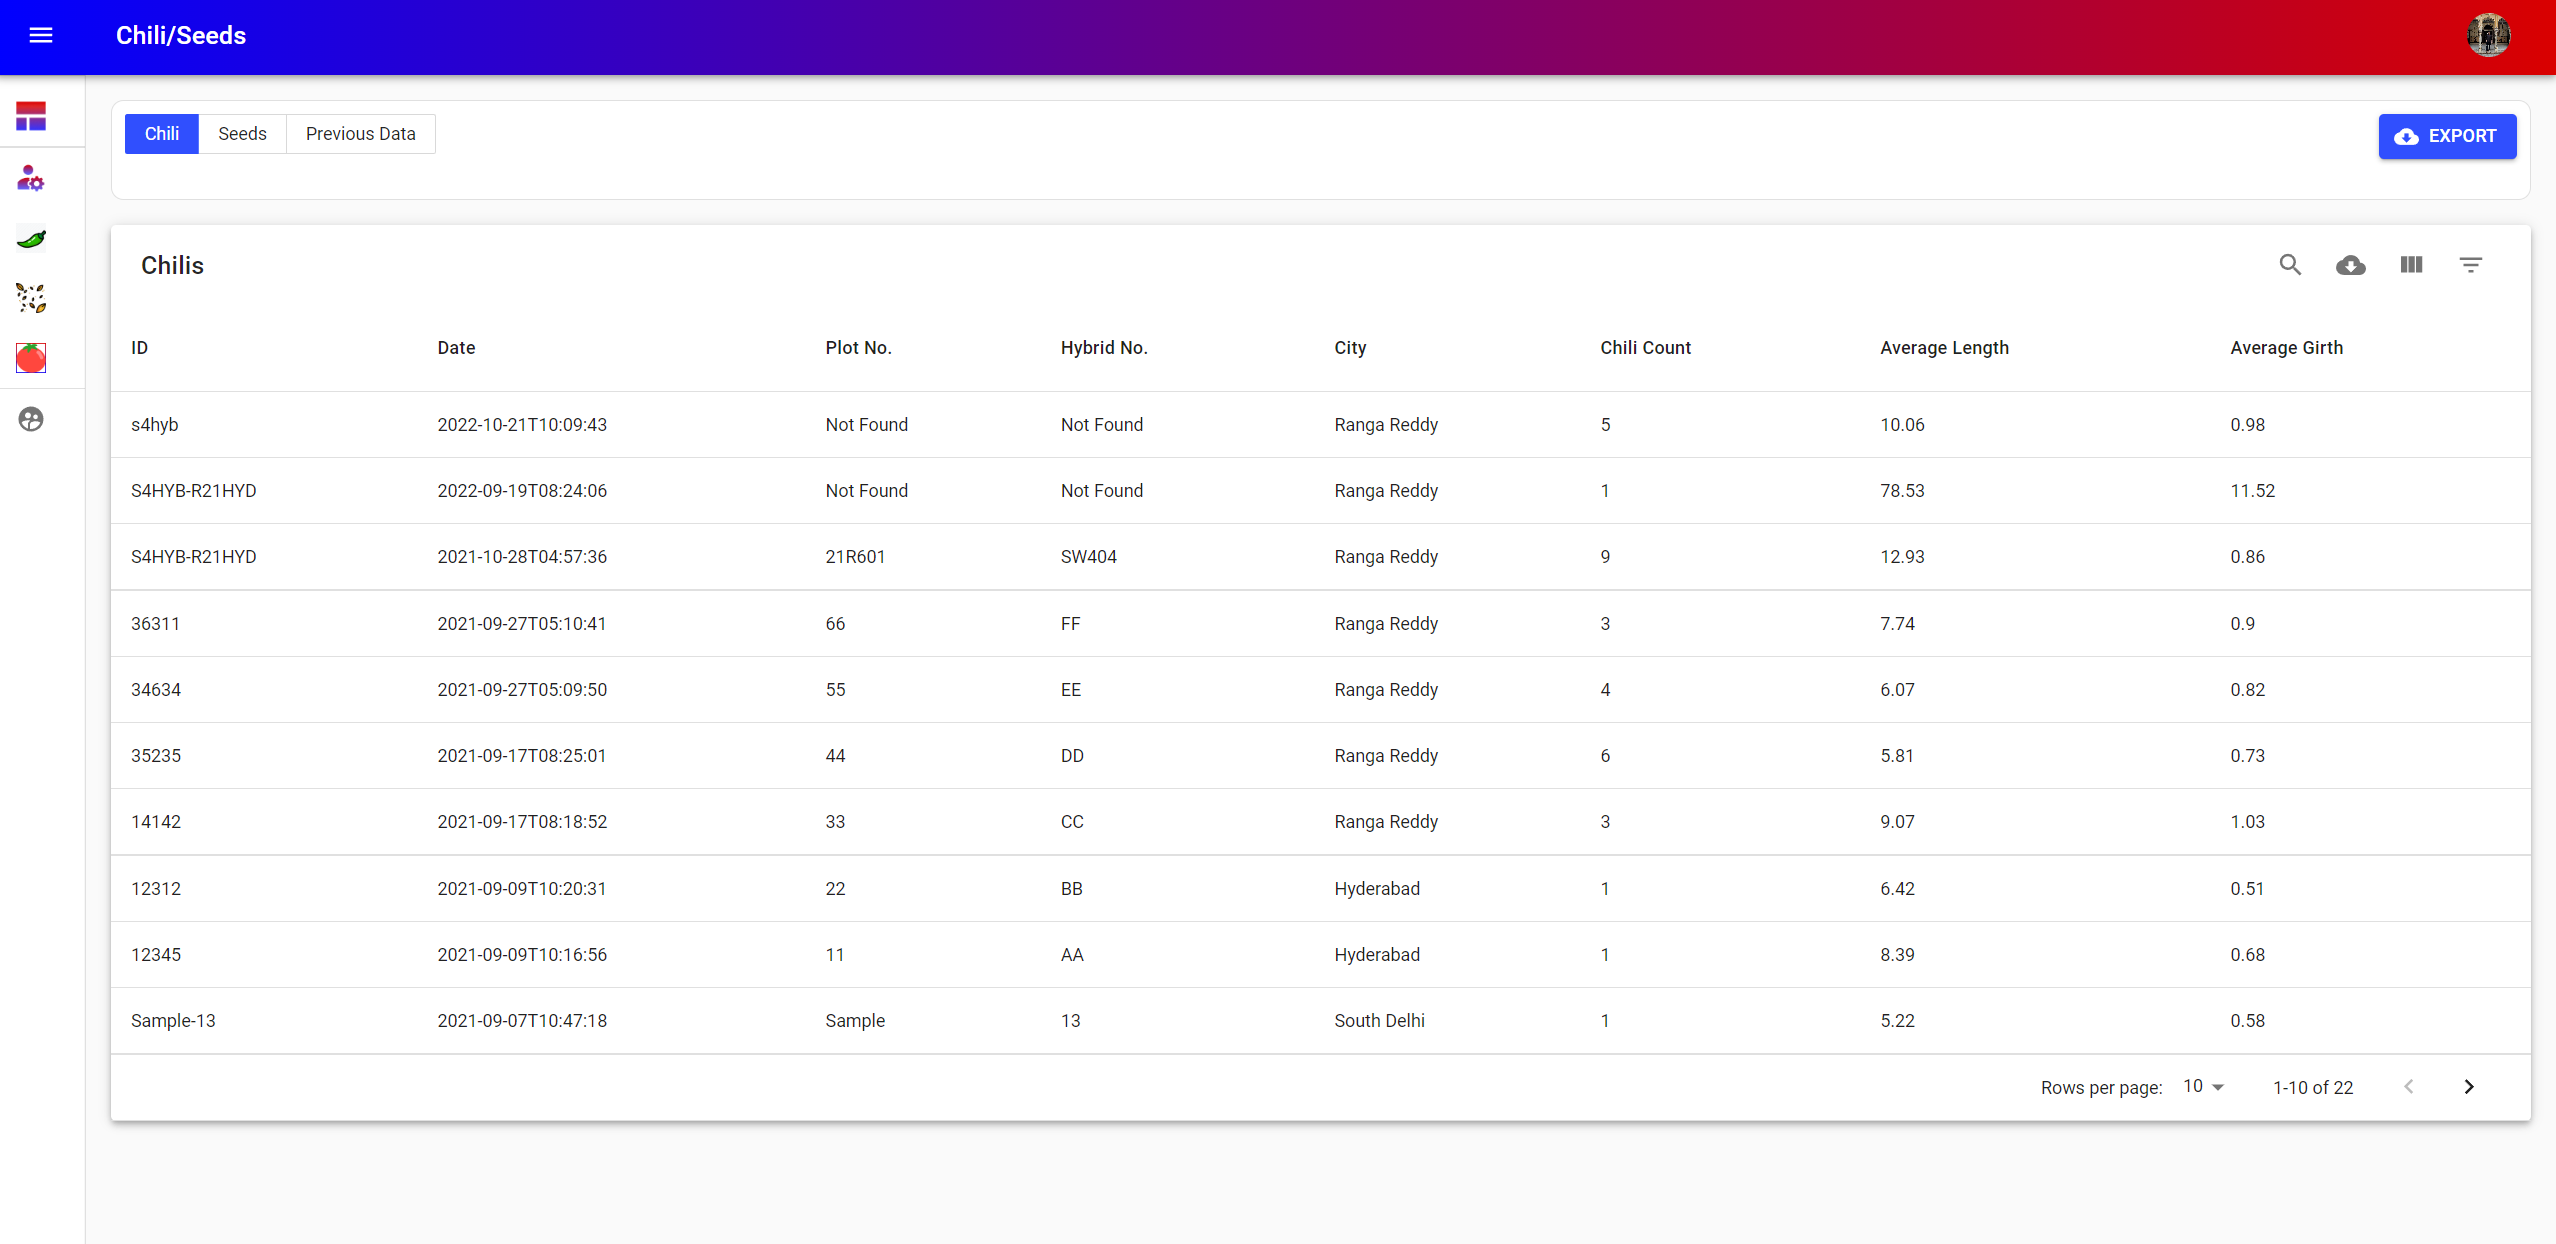 Chili/Seeds
Chili Seeds Previous Data EXPORT
Chilis
ID Date Plot No. Hybrid No. City Chili Count Average Length Average Girth
s4hyb 2022-10-21T10:09:43 Not Found Not Found Ranga Reddy 5 10.06 0.98
S4HYB-R21HYD 2022-09-19T08:24:06 Not Found Not Found Ranga Reddy 1 78.53 11.52
S4HYB-R21HYD 2021-10-28T04:57:36 21R601 SW404 Ranga Reddy 9 12.93 0.86
36311 2021-09-27T05:10:41 66 FF Ranga Reddy 3 7.74 0.9
34634 2021-09-27T05:09:50 55 EE Ranga Reddy 4 6.07 0.82
35235 2021-09-17T08:25:01 44 DD Ranga Reddy 6 5.81 0.73
14142 2021-09-17T08:18:52 33 CC Ranga Reddy 3 9.07 1.03
12312 2021-09-09T10:20:31 22 BB Hyderabad 1 6.42 0.51
12345 2021-09-09T10:16:56 11 AA Hyderabad 1 8.39 0.68
Sample-13 2021-09-07T10:47:18 Sample 13 South Delhi 1 5.22 0.58
Rows per page: 10 1-10 of 22